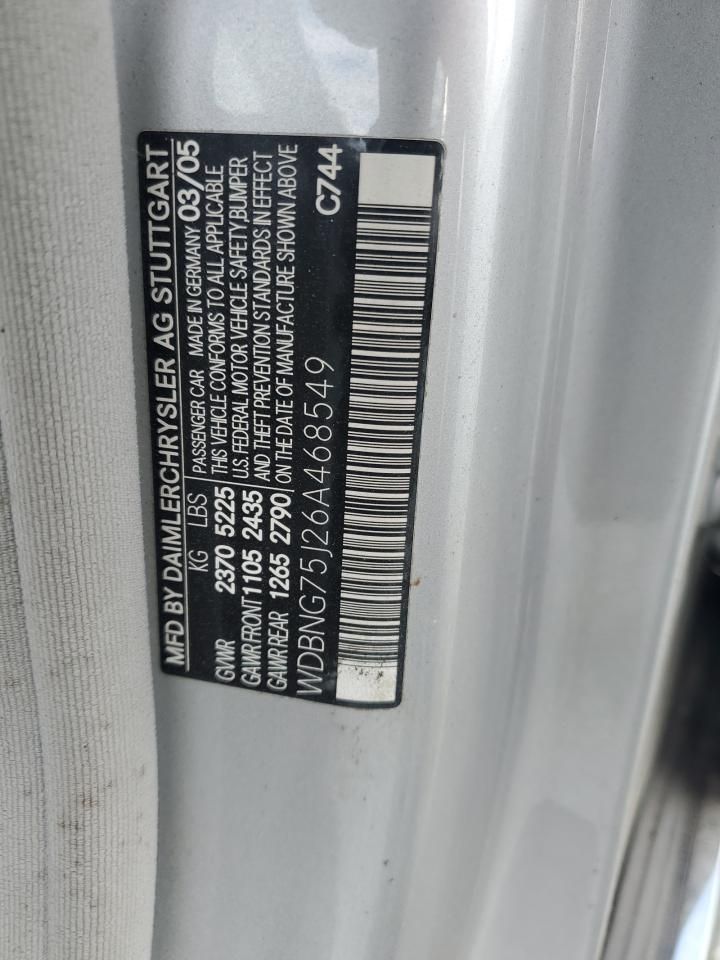 MFD BY DAIMLERCHRYSLER AG STUTTGART
KG LBS PASSENGER CAR MADE IN GERMANY 03/05
GVWR 2370 5225 THIS VEHICLE CONFORMS TO ALL APPLICABLE
U.S. FEDERAL MOTOR VEHICLE SAFETY,BUMPER
GAWR FRONT 1105 2435 AND THEFT PREVENTION STANDARDS IN EFFECT
GAWR REAR 1265 2790 ON THE DATE OF MANUFACTURE SHOWN ABOVE
WDBNG75J26A468549 C744